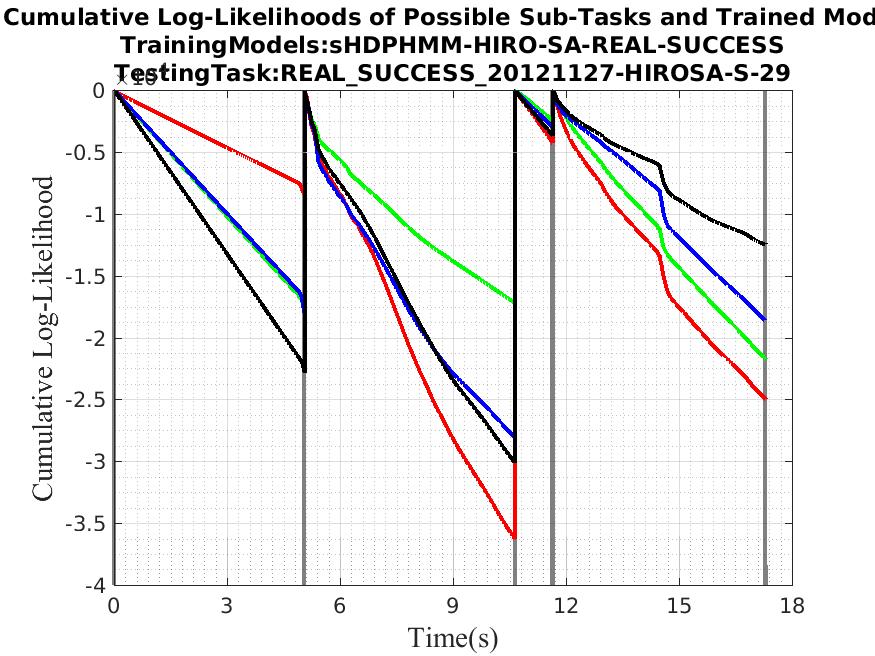 Cumulative Log-Likelihoods of Possible Sub-Tasks and Trained Mod
TrainingModels:sHDPHMM-HIRO-SA-REAL-SUCCESS
TestingTask:REAL_SUCCESS_20121127-HIROSA-S-29
0
-0.5
-1
-1.5
-2
-2.5
-3
-3.5
-4
Cumulative Log-Likelihood
0 3 6 9 12 15 18
Time(s)